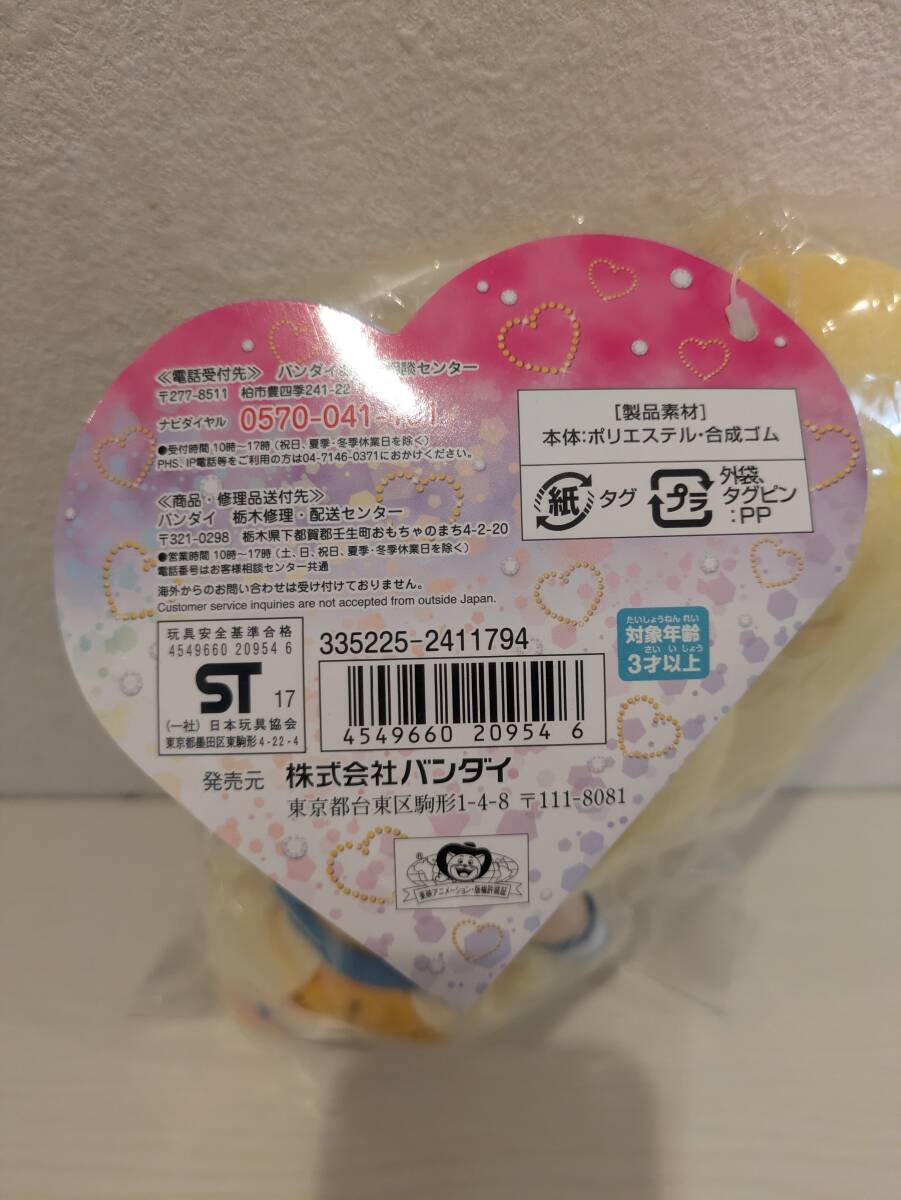 ≪電話受付先≫ バンダイ 相談センター
〒277-8511 柏市豊四季241-22
ナビダイヤル 0570-041-
●受付時間 10時～17時 (祝日、夏季・冬季休業日を除く)
PHS、IP電話等をご利用の方は04-7146-0371におかけください。
≪商品・修理品送付先≫
バンダイ 栃木修理・配送センター
〒321-0298 栃木県下都賀郡壬生町おもちゃのまち4-2-20
●営業時間 10時～17時 (土、日、祝日、夏季・冬季休業日を除く)
電話番号はお客様相談センター共通
海外からのお問い合わせは受け付けておりません。
Customer service inquiries are not accepted from outside Japan.
[製品素材]
本体:ポリエステル・合成ゴム
紙 タグ
プラ 外袋、
タグピン
:PP
たいしょうねんれい
対象年齢
さいいじょう
3才以上
玩具安全基準合格
4549660 20954 6
ST 17
(一社) 日本玩具協会
東京都墨田区東駒形4-22-4
335225-2411794
4549660 209546
発売元 株式会社バンダイ
東京都台東区駒形1-4-8 〒111-8081
®
東映アニメーション・版権許諾証